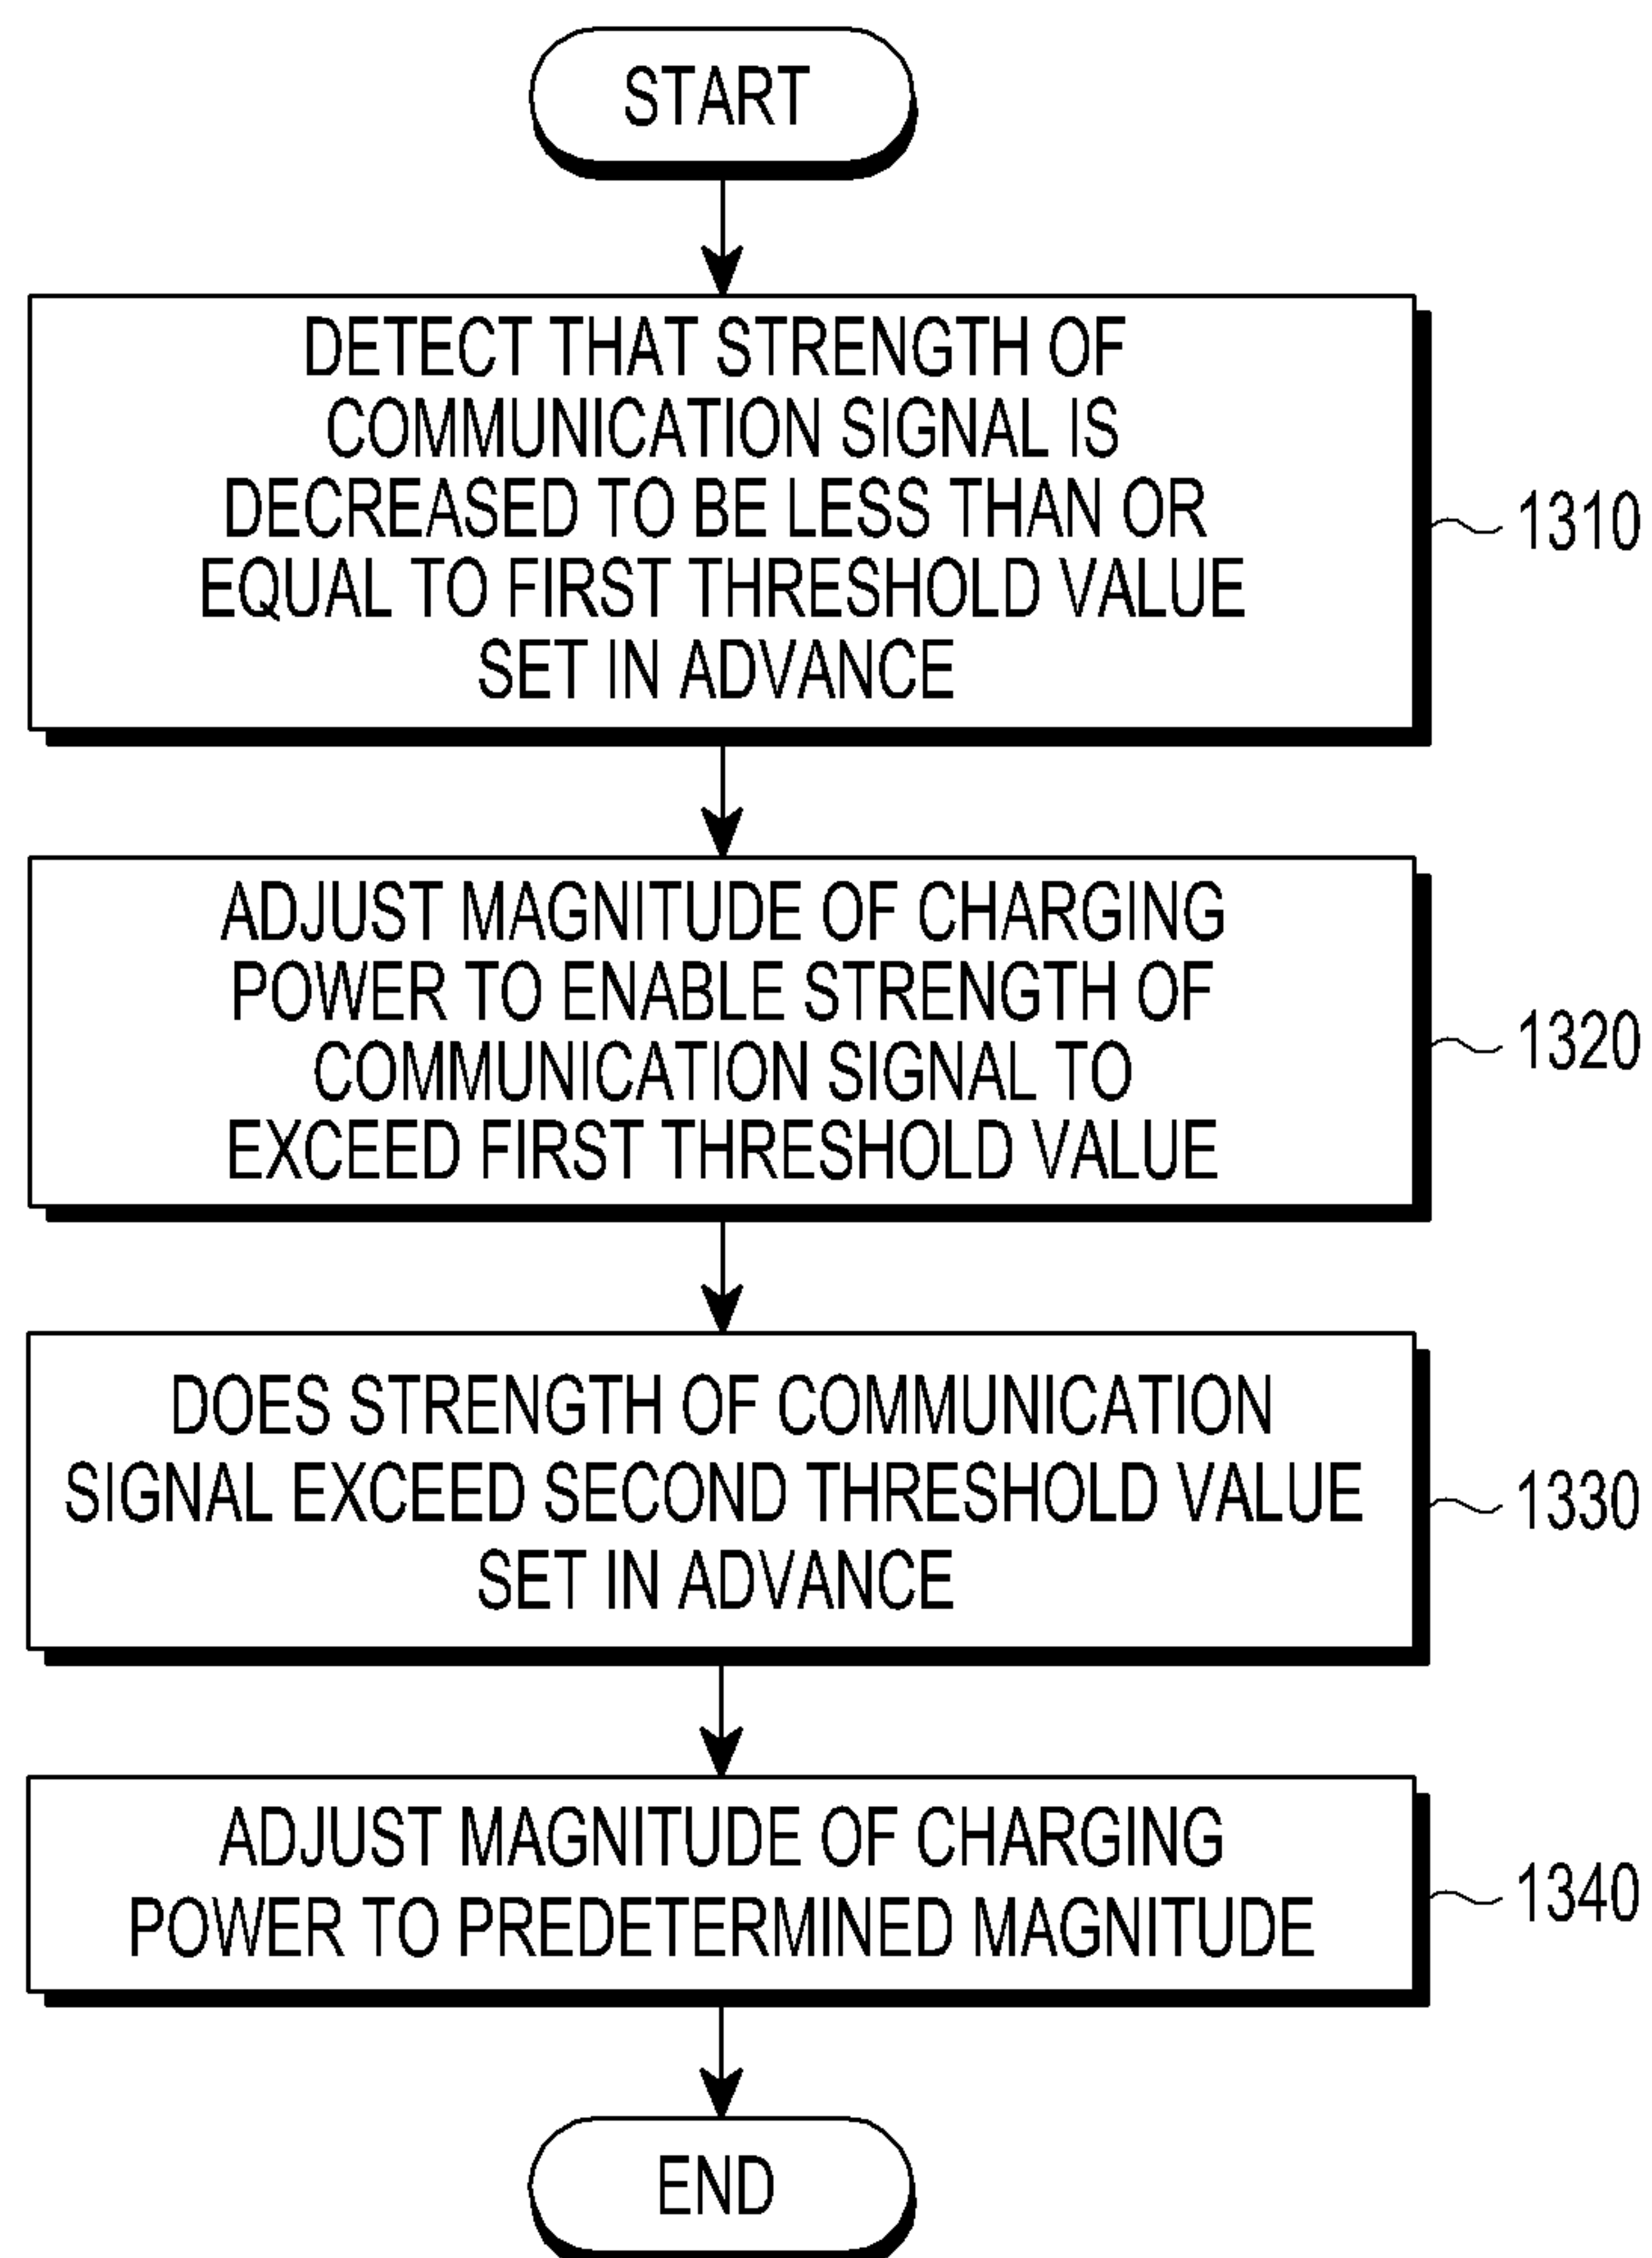 START
DETECT THAT STRENGTH OF
COMMUNICATION SIGNAL IS
DECREASED TO BE LESS THAN OR
EQUAL TO FIRST THRESHOLD VALUE
SET IN ADVANCE
1310
ADJUST MAGNITUDE OF CHARGING
POWER TO ENABLE STRENGTH OF
COMMUNICATION SIGNAL TO
EXCEED FIRST THRESHOLD VALUE
1320
DOES STRENGTH OF COMMUNICATION
SIGNAL EXCEED SECOND THRESHOLD VALUE
SET IN ADVANCE
1330
ADJUST MAGNITUDE OF CHARGING
POWER TO PREDETERMINED MAGNITUDE
1340
END